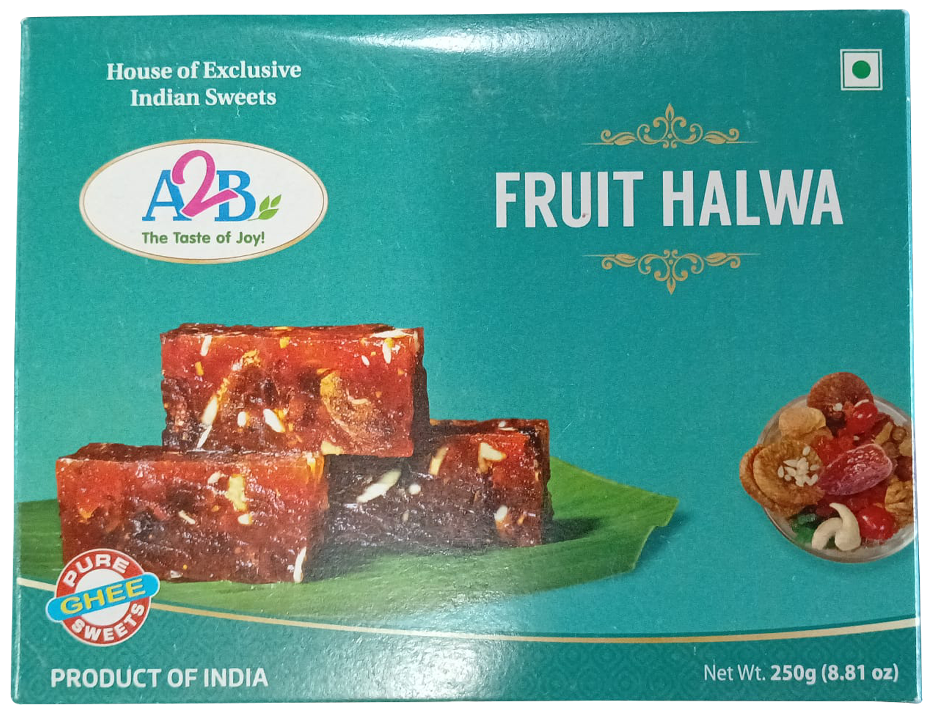 House of Exclusive
Indian Sweets
A2B
The Taste of Joy!
FRUIT HALWA
PURE
GHEE
SWEETS
PRODUCT OF INDIA
Net Wt. 250g (8.81 oz)